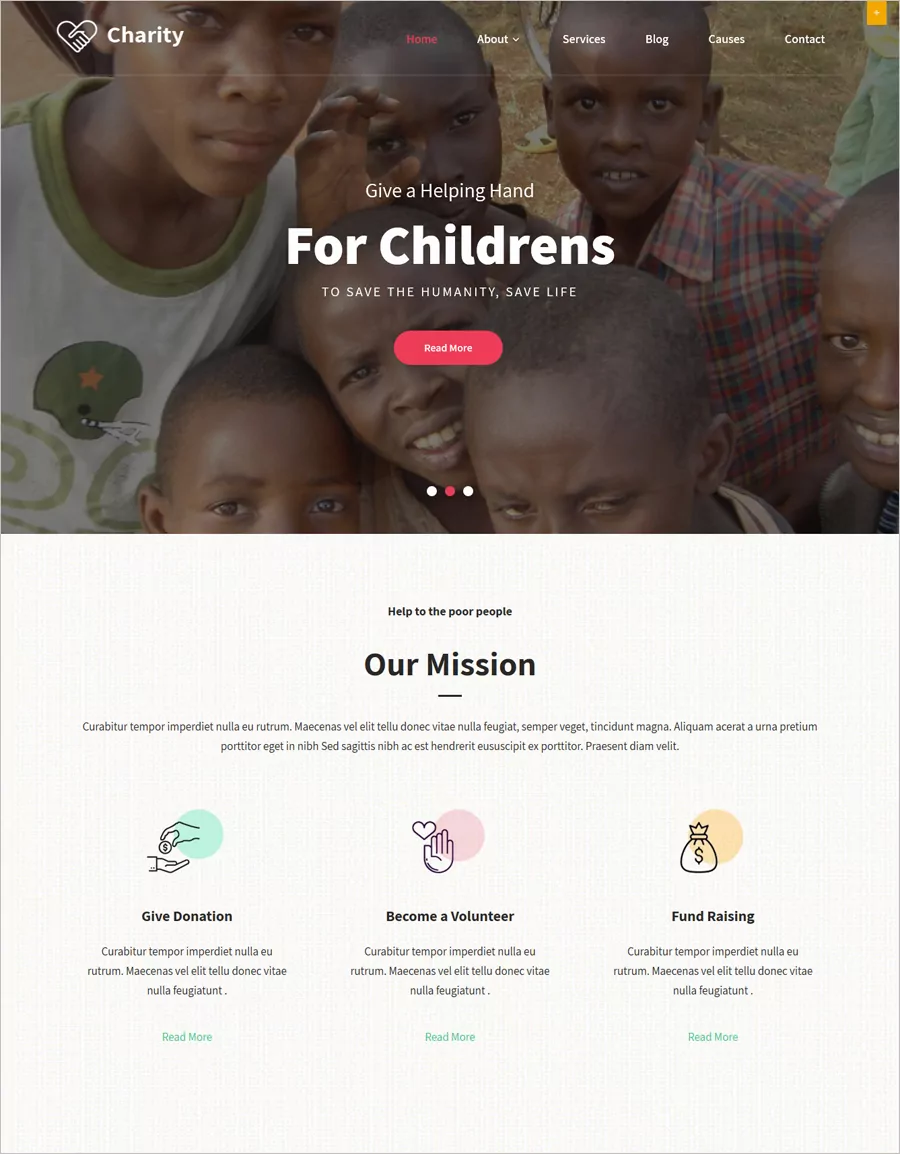 +
Charity
Home About Services Blog Causes Contact
Give a Helping Hand
For Childrens
TO SAVE THE HUMANITY, SAVE LIFE
Read More
Help to the poor people
Our Mission
Curabitur tempor imperdiet nulla eu rutrum. Maecenas vel elit tellu donec vitae nulla feugiat, semper veget, tincidunt magna. Aliquam acerat a urna pretium
porttitor eget in nibh Sed sagittis nibh ac est hendrerit eususcipit ex porttitor. Praesent diam velit.
$
Give Donation
Curabitur tempor imperdiet nulla eu
rutrum. Maecenas vel elit tellu donec vitae
nulla feugiatunt .
Read More
Become a Volunteer
Curabitur tempor imperdiet nulla eu
rutrum. Maecenas vel elit tellu donec vitae
nulla feugiatunt .
Read More
$
Fund Raising
Curabitur tempor imperdiet nulla eu
rutrum. Maecenas vel elit tellu donec vitae
nulla feugiatunt .
Read More